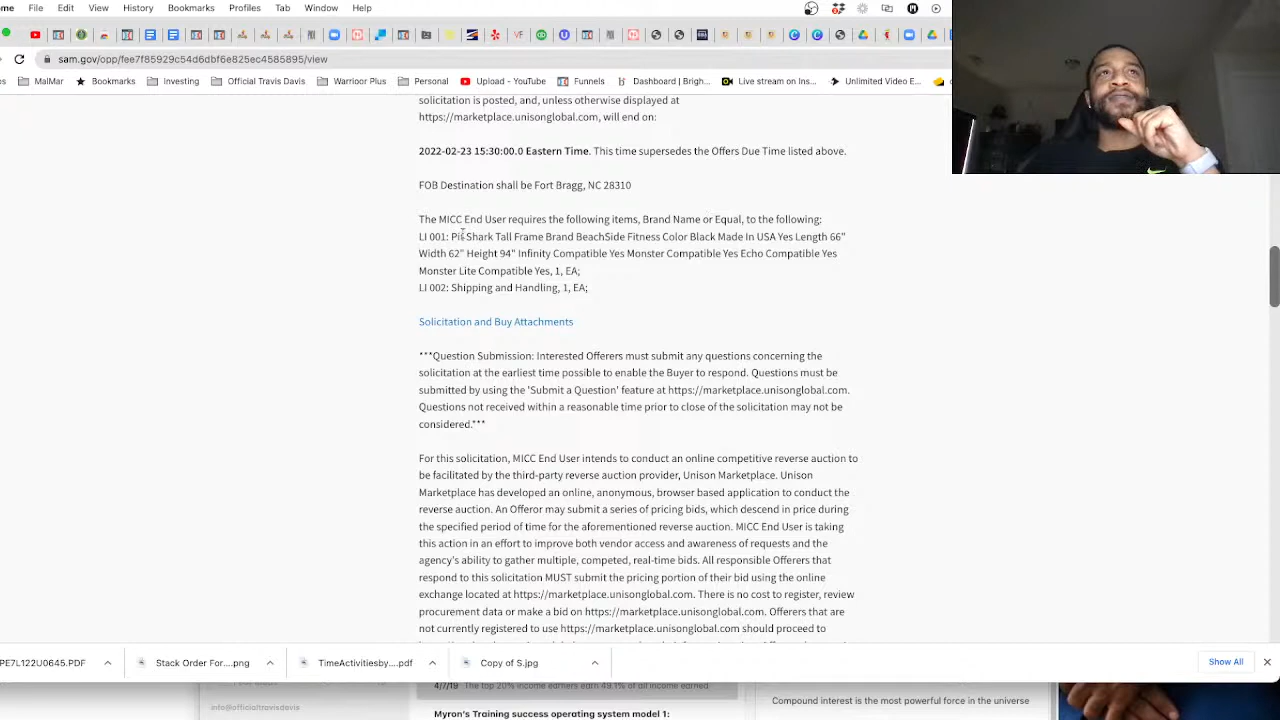 ome File Edit View History Bookmarks Profiles Tab Window Help
sam.gov/opp/fee7f85929c54d6dbf6e825ec4585895/view
s MalMar Bookmarks Investing Official Travis Davis Warrioor Plus Personal Upload - YouTube Funnels Dashboard | Brigh... Live stream on Ins... Unlimited Video E...
solicitation is posted, and, unless otherwise displayed at
https://marketplace.unisonglobal.com, will end on:
2022-02-23 15:30:00.0 Eastern Time. This time supersedes the Offers Due Time listed above.
FOB Destination shall be Fort Bragg, NC 28310
The MICC End User requires the following items, Brand Name or Equal, to the following:
LI 001: Pit Shark Tall Frame Brand BeachSide Fitness Color Black Made In USA Yes Length 66"
Width 62" Height 94" Infinity Compatible Yes Monster Compatible Yes Echo Compatible Yes
Monster Lite Compatible Yes, 1, EA;
LI 002: Shipping and Handling, 1, EA;
Solicitation and Buy Attachments
***Question Submission: Interested Offerors must submit any questions concerning the
solicitation at the earliest time possible to enable the Buyer to respond. Questions must be
submitted by using the 'Submit a Question' feature at https://marketplace.unisonglobal.com.
Questions not received within a reasonable time prior to close of the solicitation may not be
considered.***
For this solicitation, MICC End User intends to conduct an online competitive reverse auction to
be facilitated by the third-party reverse auction provider, Unison Marketplace. Unison
Marketplace has developed an online, anonymous, browser based application to conduct the
reverse auction. An Offeror may submit a series of pricing bids, which descend in price during
the specified period of time for the aforementioned reverse auction. MICC End User is taking
this action in an effort to improve both vendor access and awareness of requests and the
agency's ability to gather multiple, competed, real-time bids. All responsible Offerors that
respond to this solicitation MUST submit the pricing portion of their bid using the online
exchange located at https://marketplace.unisonglobal.com. There is no cost to register, review
procurement data or make a bid on https://marketplace.unisonglobal.com. Offerors that are
not currently registered to use https://marketplace.unisonglobal.com should proceed to
PE7L122U0645.PDF Stack Order For....png TimeActivitiesby....pdf Copy of S.jpg Show All
4/7/19 The top 20% income earners earn 49.1% of all income earned
info@officialtravisdavis
Myron's Training success operating system model 1:
Compound interest is the most powerful force in the universe